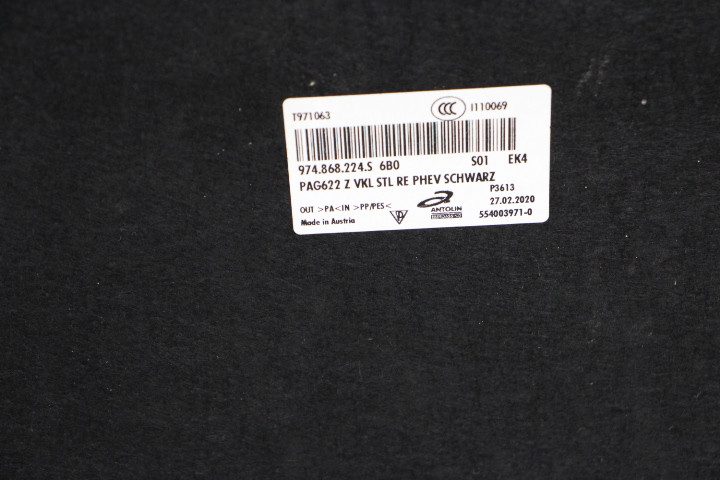 T971063 CCC I110069
974.868.224.S 6B0 S01 EK4
PAG622 Z VKL STL RE PHEV SCHWARZ
P3613
OUT >PA<IN >PP/PES< ANTOLIN 27.02.2020
Made in Austria 554003971-0